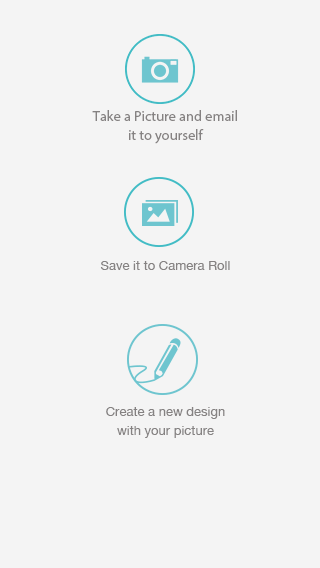 Take a Picture and email
it to yourself
Save it to Camera Roll
Create a new design
with your picture